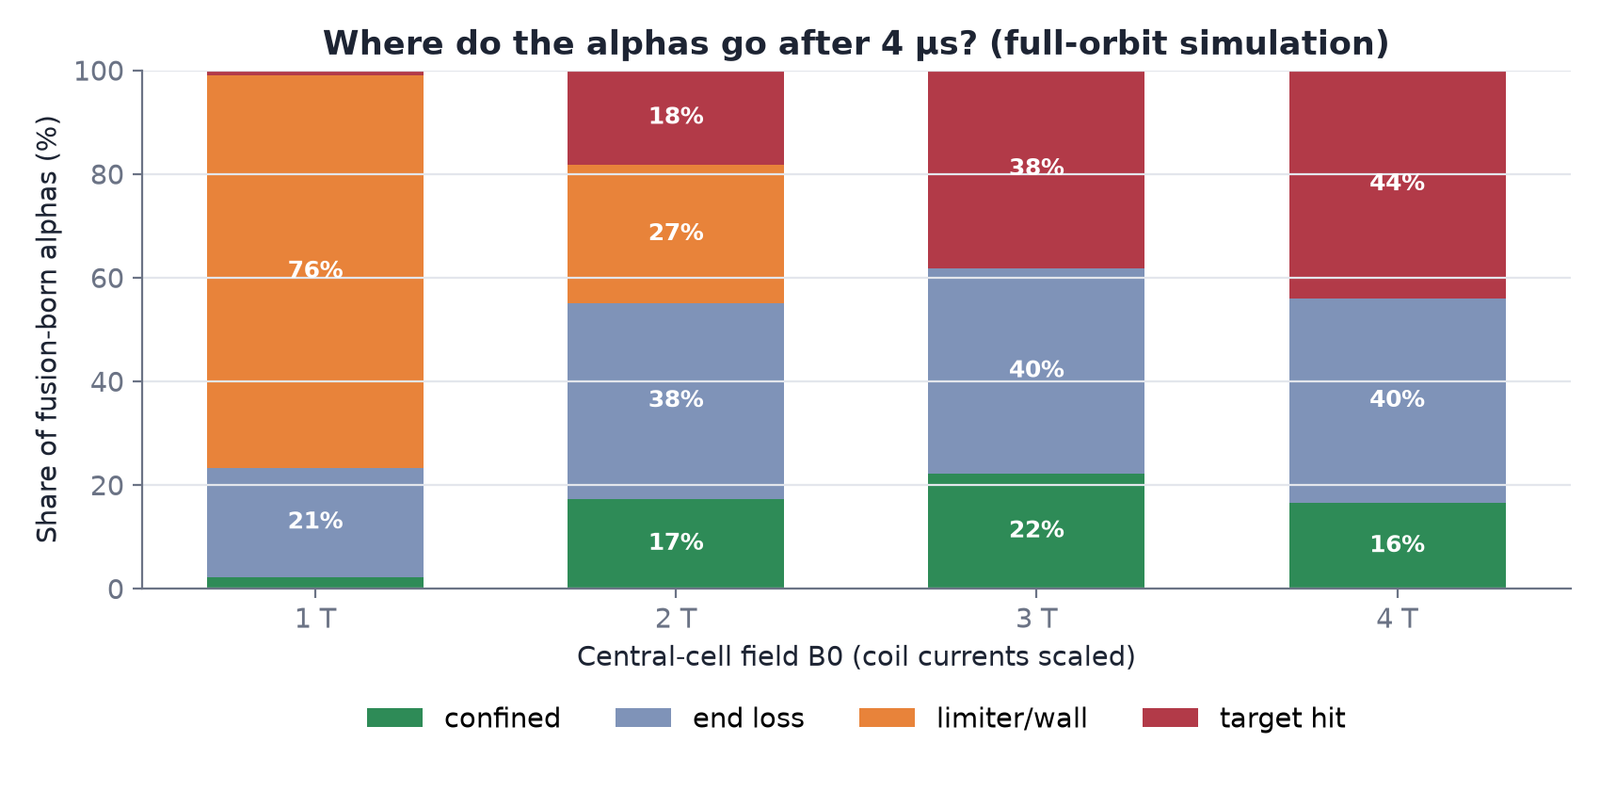 Where do the alphas go after 4 µs? (full-orbit simulation)
Share of fusion-born alphas (%)
100
80
60
40
20
0
76%
21%
18%
27%
38%
17%
38%
40%
22%
44%
40%
16%
1 T
2 T
3 T
4 T
Central-cell field B0 (coil currents scaled)
confined
end loss
limiter/wall
target hit